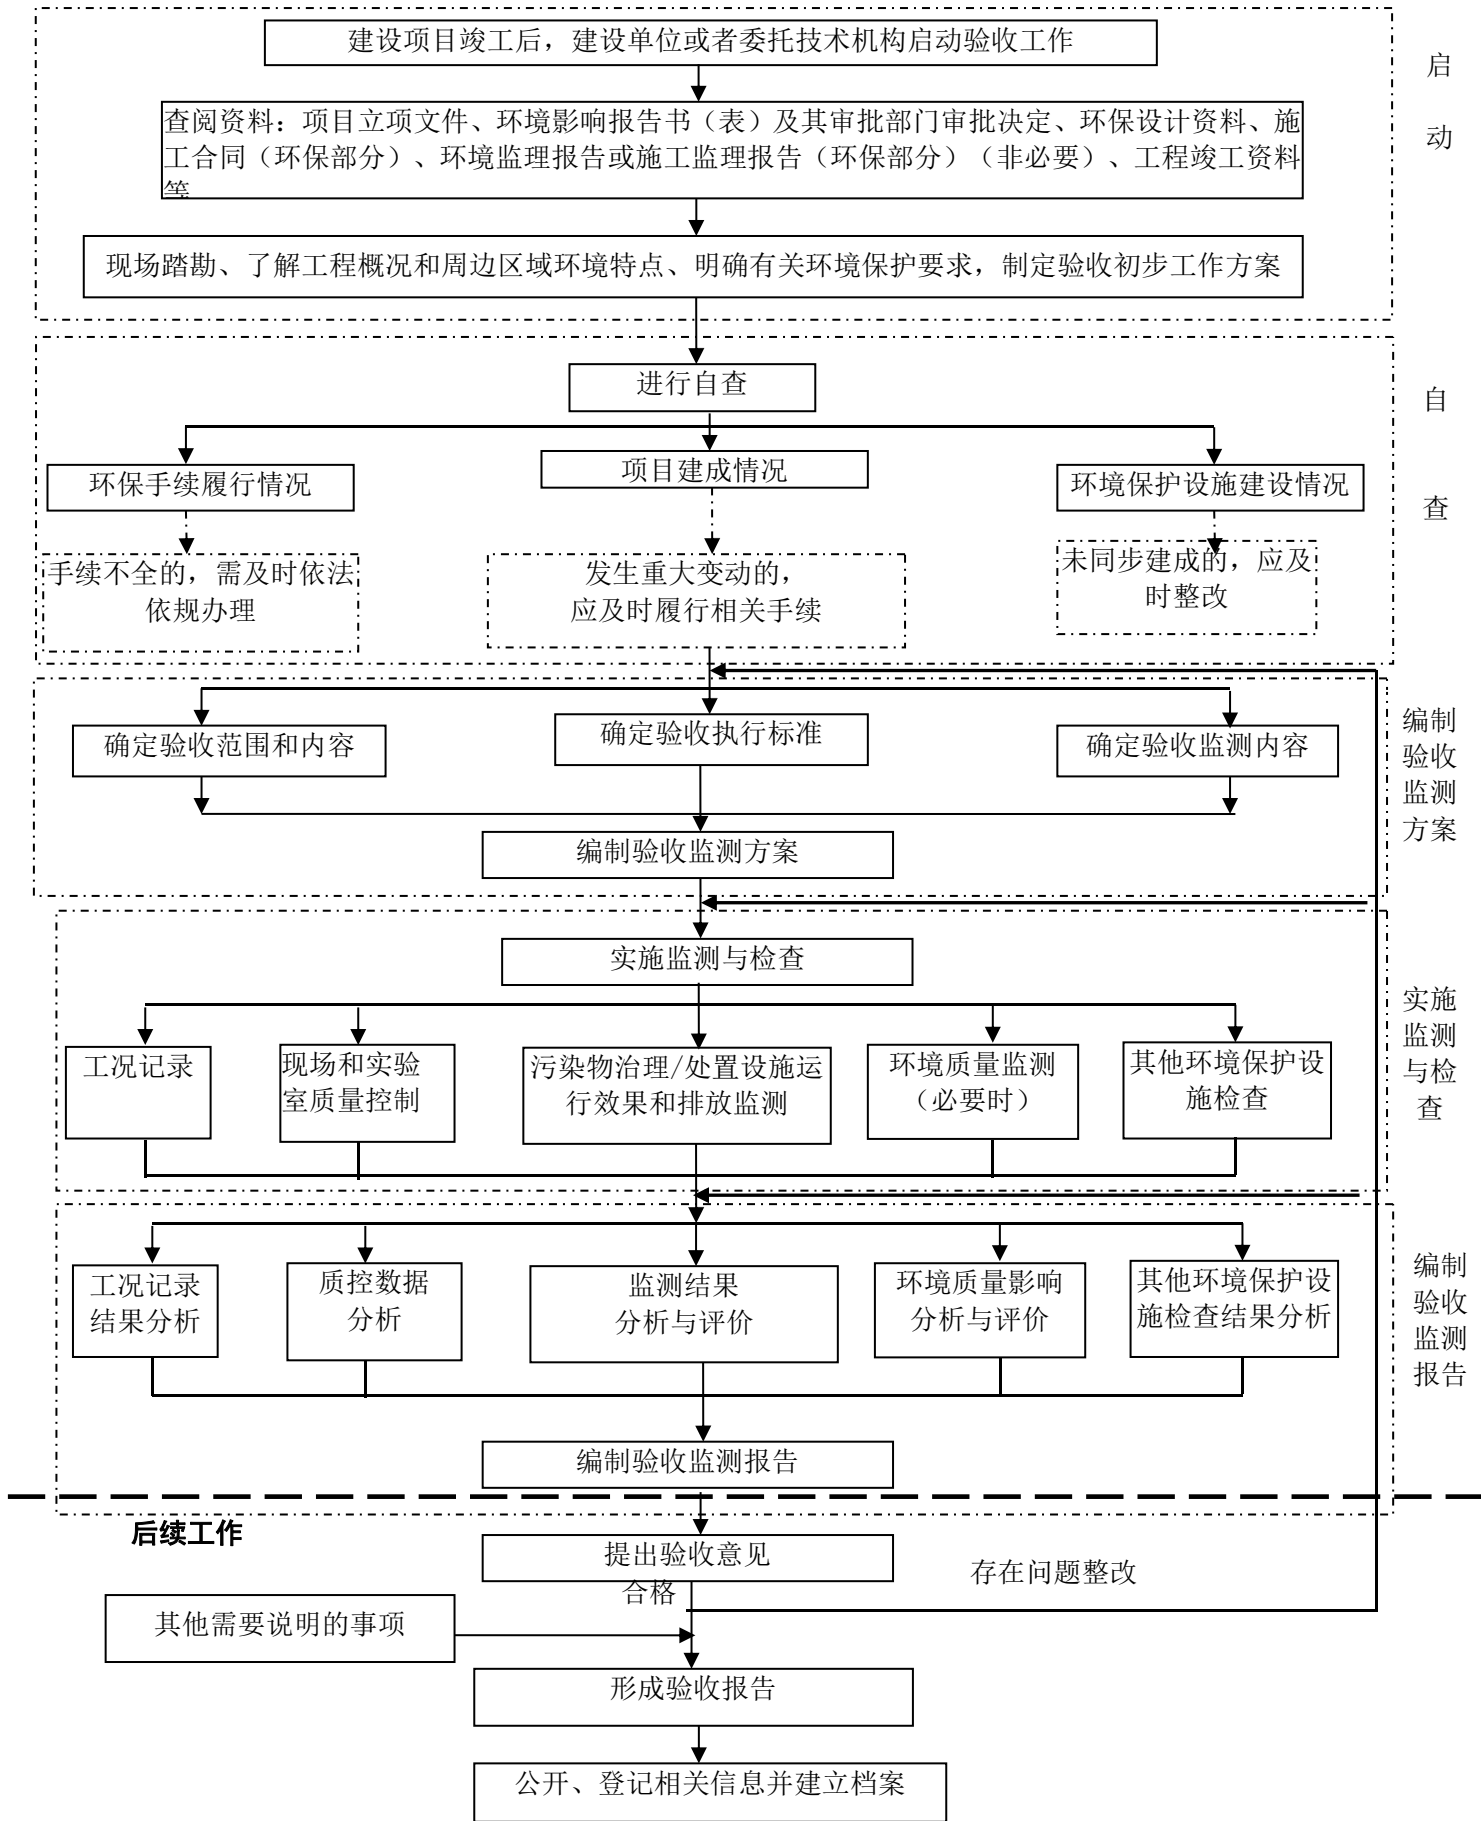 建设项目竣工后，建设单位或者委托技术机构启动验收工作
启
动
查阅资料：项目立项文件、环境影响报告书（表）及其审批部门审批决定、环保设计资料、施
工合同（环保部分）、环境监理报告或施工监理报告（环保部分）（非必要）、工程竣工资料
等
现场踏勘、了解工程概况和周边区域环境特点、明确有关环境保护要求，制定验收初步工作方案
进行自查
自
查
环保手续履行情况
项目建成情况
环境保护设施建设情况
手续不全的，需及时依法
依规办理
发生重大变动的，
应及时履行相关手续
未同步建成的，应及
时整改
编制
验收
监测
方案
确定验收范围和内容
确定验收执行标准
确定验收监测内容
编制验收监测方案
实施监测与检查
实施
监测
与检
查
工况记录
现场和实验
室质量控制
污染物治理/处置设施运
行效果和排放监测
环境质量监测
（必要时）
其他环境保护设
施检查
编制
验收
监测
报告
工况记录
结果分析
质控数据
分析
监测结果
分析与评价
环境质量影响
分析与评价
其他环境保护设
施检查结果分析
编制验收监测报告
后续工作
提出验收意见
合格
存在问题整改
其他需要说明的事项
形成验收报告
公开、登记相关信息并建立档案